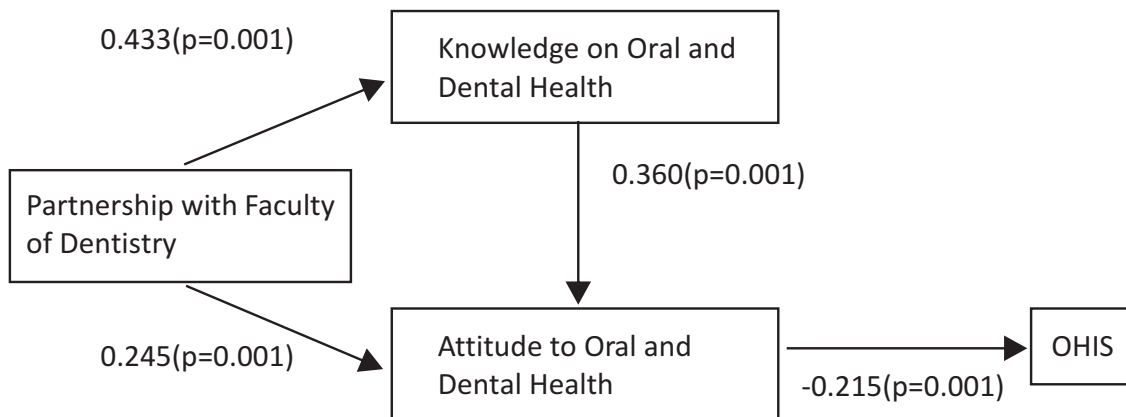 0.433(p=0.001)
Knowledge on Oral and
Dental Health
0.360(p=0.001)
Partnership with Faculty
of Dentistry
0.245(p=0.001)
Attitude to Oral and
Dental Health
-0.215(p=0.001)
OHIS